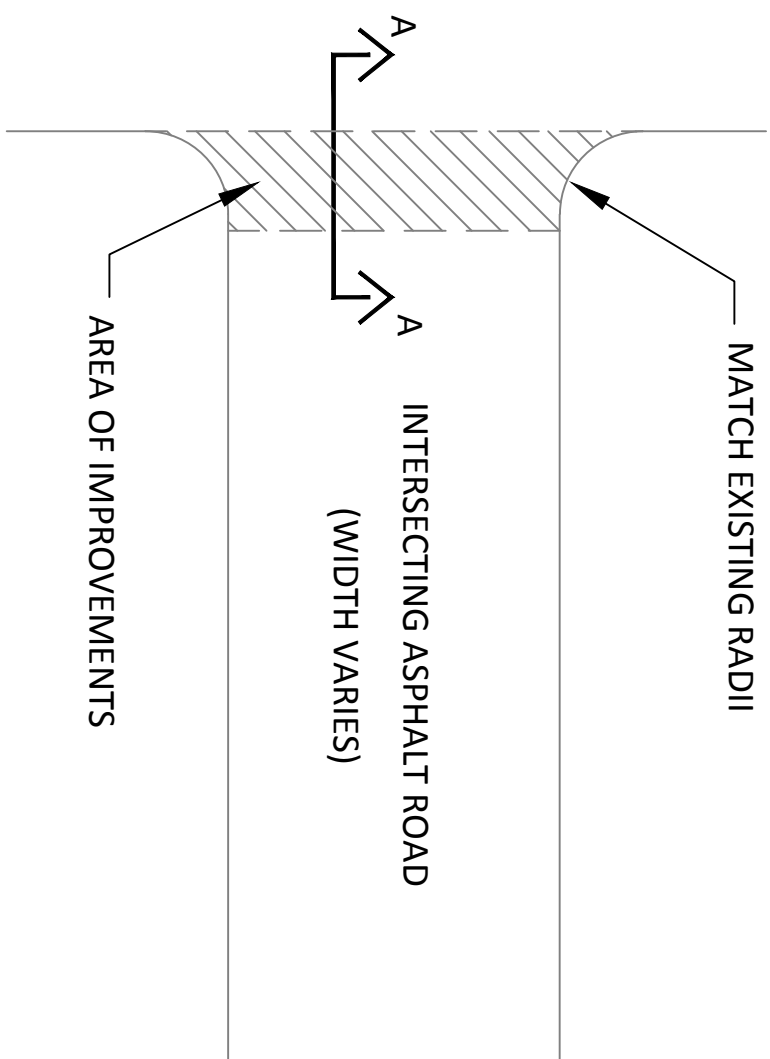 MATCH EXISTING RADII
INTERSECTING ASPHALT ROAD
(WIDTH VARIES)
A
A
AREA OF IMPROVEMENTS